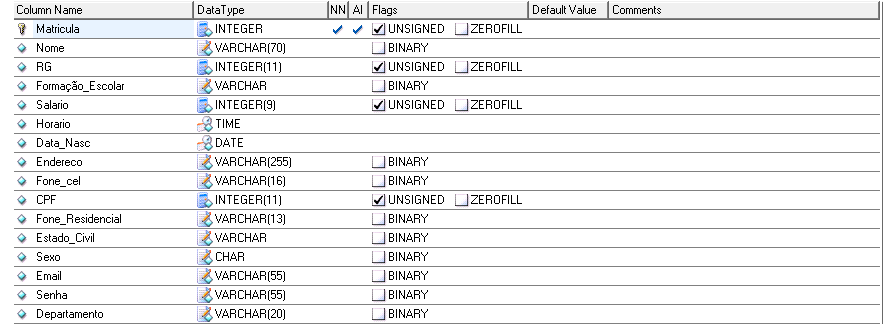 Column Name DataType NN AI Flags Default Value Comments
Matricula INTEGER UNSIGNED ZEROFILL
Nome VARCHAR(70) BINARY
RG INTEGER(11) UNSIGNED ZEROFILL
Formação_Escolar VARCHAR BINARY
Salario INTEGER(9) UNSIGNED ZEROFILL
Horario TIME
Data_Nasc DATE
Endereco VARCHAR(255) BINARY
Fone_cel VARCHAR(16) BINARY
CPF INTEGER(11) UNSIGNED ZEROFILL
Fone_Residencial VARCHAR(13) BINARY
Estado_Civil VARCHAR BINARY
Sexo CHAR BINARY
Email VARCHAR(55) BINARY
Senha VARCHAR(55) BINARY
Departamento VARCHAR(20) BINARY